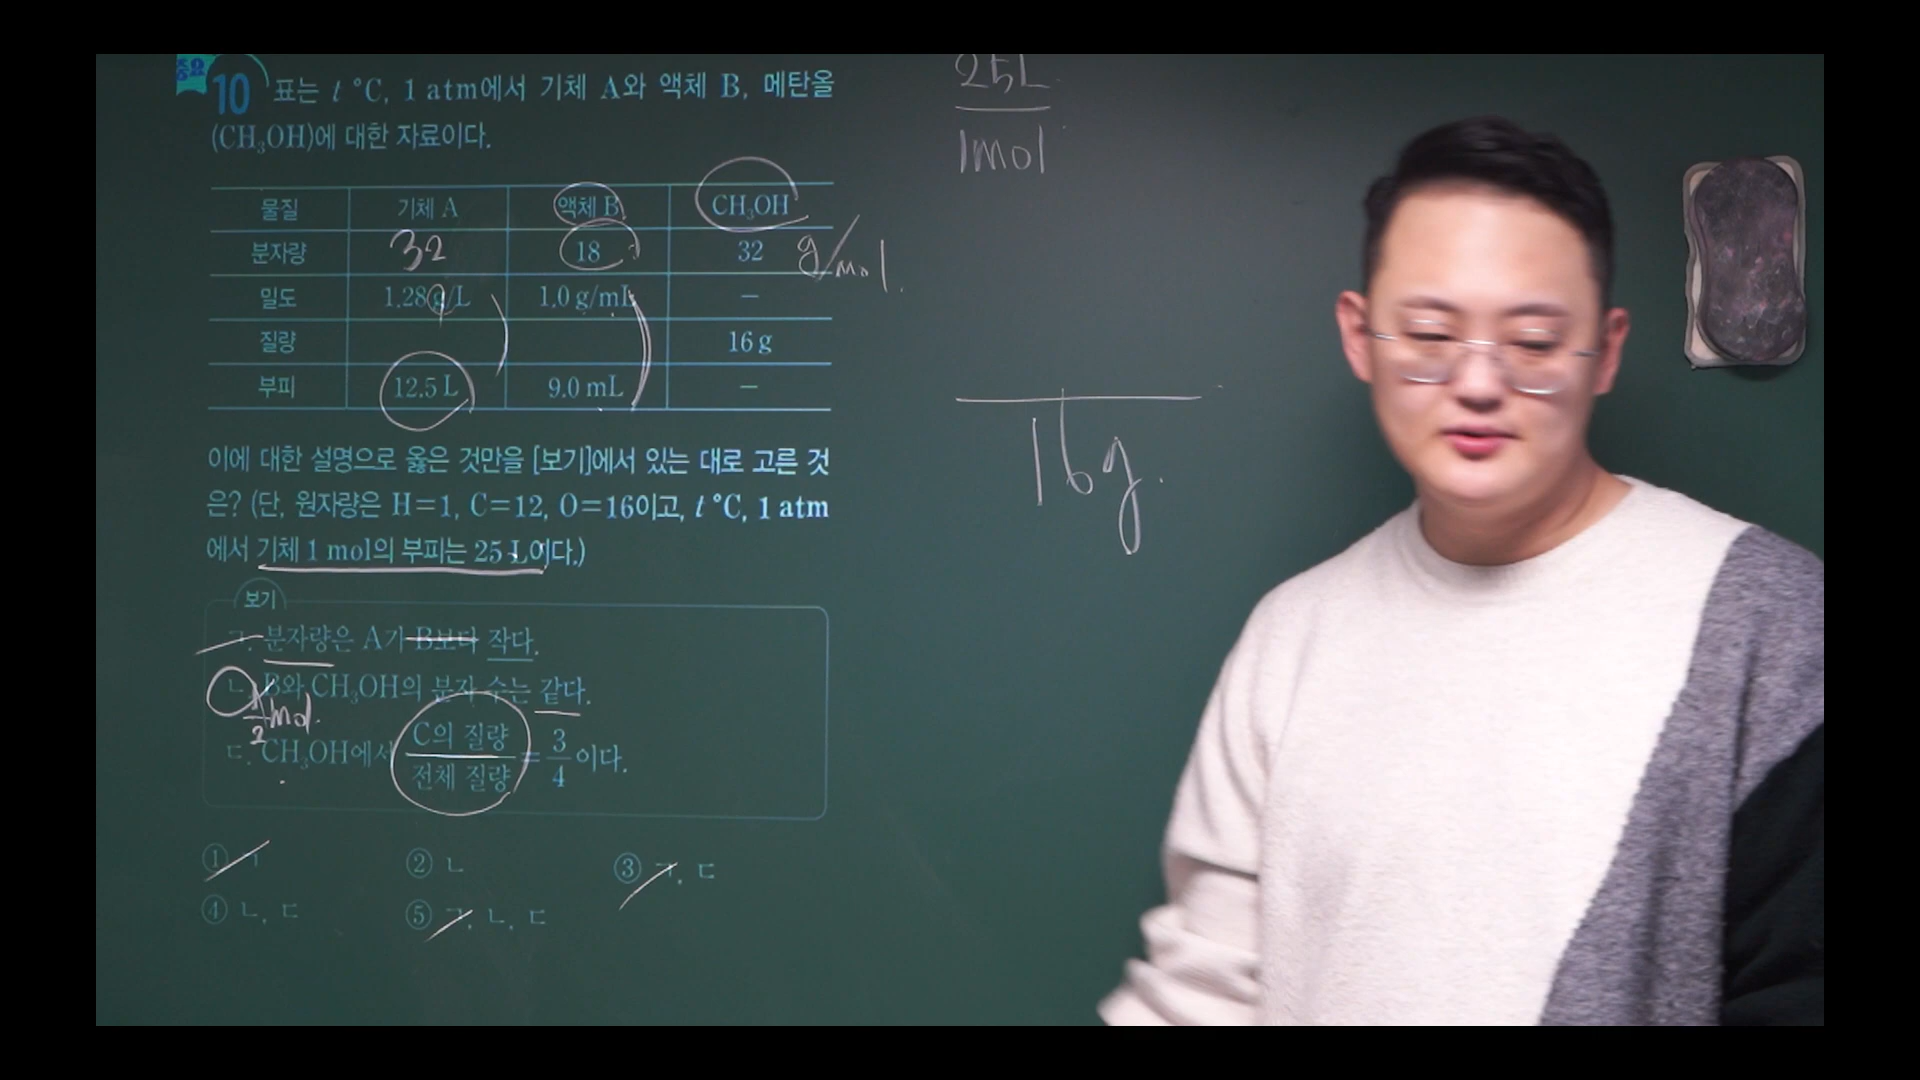 중요
10 표는 t °C, 1 atm에서 기체 A와 액체 B, 메탄올
(CH₃OH)에 대한 자료이다.
물질 기체 A 액체 B CH₃OH
분자량 32 18 32 g/mol.
밀도 1.28 g/L 1.0 g/mL －
질량 16 g
부피 12.5 L 9.0 mL －
이에 대한 설명으로 옳은 것만을 [보기]에서 있는 대로 고른 것
은? (단, 원자량은 H=1, C=12, O=16이고, t °C, 1 atm
에서 기체 1 mol의 부피는 25 L이다.)
보기
ㄱ. 분자량은 A가 B보다 작다.
ㄴ. B와 CH₃OH의 분자 수는 같다.
1/2 mol.
ㄷ. CH₃OH에서 C의 질량/전체 질량 = 3/4 이다.
① ㄱ ② ㄴ ③ ㄱ, ㄷ
④ ㄴ, ㄷ ⑤ ㄱ, ㄴ, ㄷ
25L
1mol
16g.